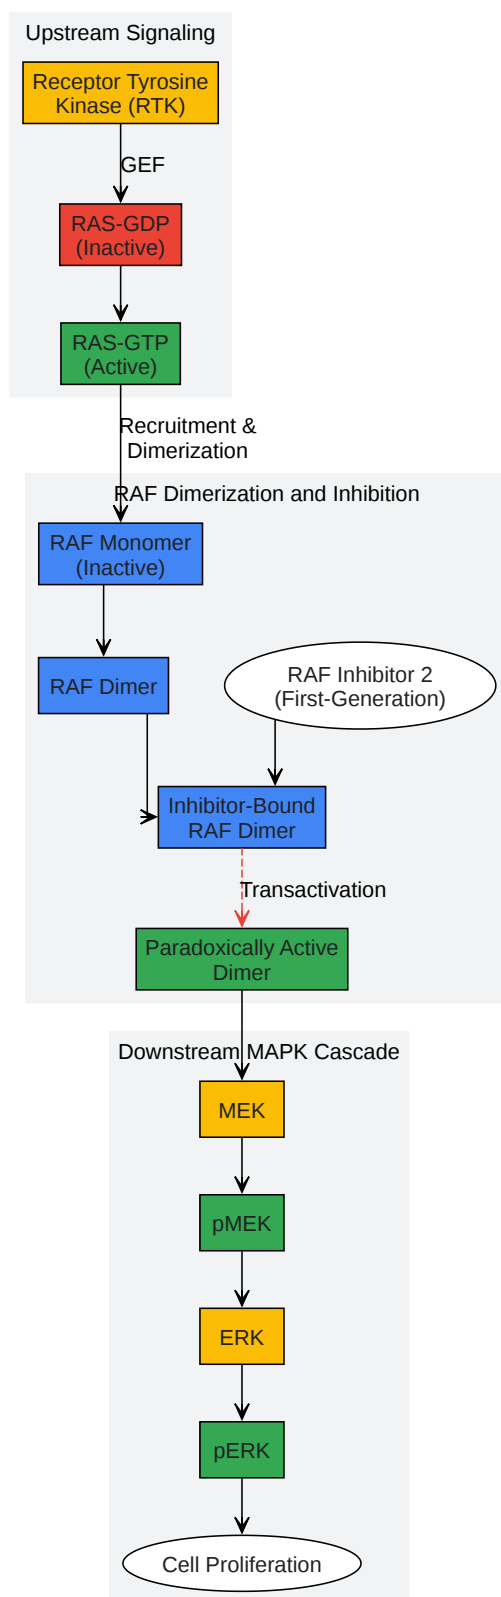 Upstream Signaling
Receptor Tyrosine
Kinase (RTK)
GEF
RAS-GDP
(Inactive)
RAS-GTP
(Active)
Recruitment &
Dimerization
RAF Dimerization and Inhibition
RAF Monomer
(Inactive)
RAF Dimer
RAF Inhibitor 2
(First-Generation)
Inhibitor-Bound
RAF Dimer
Transactivation
Paradoxically Active
Dimer
Downstream MAPK Cascade
MEK
pMEK
ERK
pERK
Cell Proliferation